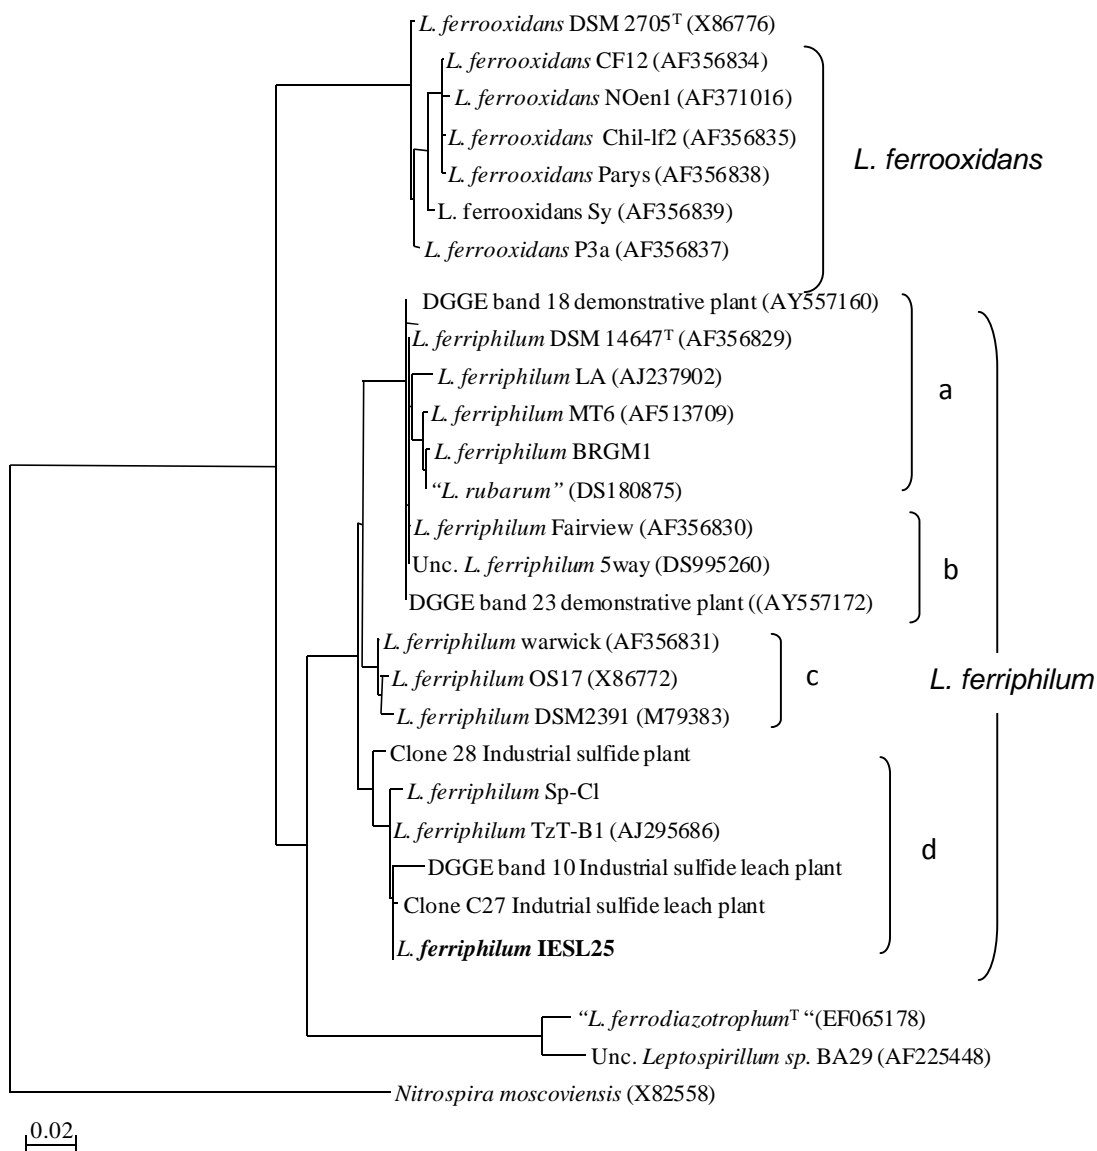 L. ferrooxidans DSM 2705ᵀ (X86776)
L. ferrooxidans CF12 (AF356834)
L. ferrooxidans NOen1 (AF371016)
L. ferrooxidans Chil-lf2 (AF356835)
L. ferrooxidans
L. ferrooxidans Parys (AF356838)
L. ferrooxidans Sy (AF356839)
L. ferrooxidans P3a (AF356837)
DGGE band 18 demonstrative plant (AY557160)
L. ferriphilum DSM 14647ᵀ (AF356829)
L. ferriphilum LA (AJ237902)
a
L. ferriphilum MT6 (AF513709)
L. ferriphilum BRGM1
“L. rubarum” (DS180875)
L. ferriphilum Fairview (AF356830)
Unc. L. ferriphilum 5way (DS995260)
b
DGGE band 23 demonstrative plant ((AY557172)
L. ferriphilum warwick (AF356831)
L. ferriphilum OS17 (X86772)
c
L. ferriphilum
L. ferriphilum DSM2391 (M79383)
Clone 28 Industrial sulfide plant
L. ferriphilum Sp-Cl
L. ferriphilum TzT-B1 (AJ295686)
d
DGGE band 10 Industrial sulfide leach plant
Clone C27 Indutrial sulfide leach plant
L. ferriphilum IESL25
“L. ferrodiazotrophumᵀ “(EF065178)
Unc. Leptospirillum sp. BA29 (AF225448)
Nitrospira moscoviensis (X82558)
0.02